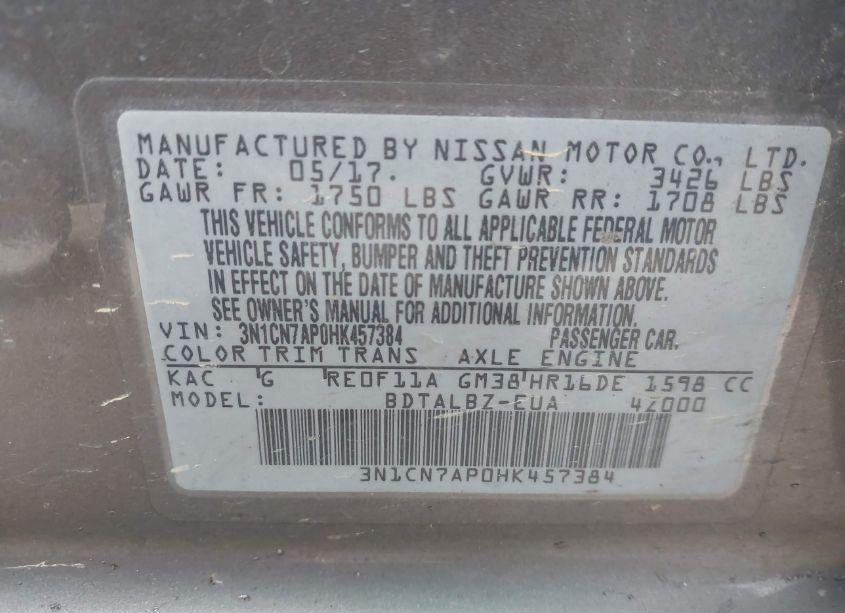 MANUFACTURED BY NISSAN MOTOR CO., LTD.
DATE: 05/17. GVWR: 3426 LBS
GAWR FR: 1750 LBS GAWR RR: 1708 LBS
THIS VEHICLE CONFORMS TO ALL APPLICABLE FEDERAL MOTOR
VEHICLE SAFETY, BUMPER AND THEFT PREVENTION STANDARDS
IN EFFECT ON THE DATE OF MANUFACTURE SHOWN ABOVE.
SEE OWNER'S MANUAL FOR ADDITIONAL INFORMATION.
VIN: 3N1CN7AP0HK457384 PASSENGER CAR.
COLOR TRIM TRANS AXLE ENGINE
KAC G RE0F11A GM38 HR16DE 1598 CC
MODEL: BDTALBZ-EUA 4Z000
3N1CN7AP0HK457384